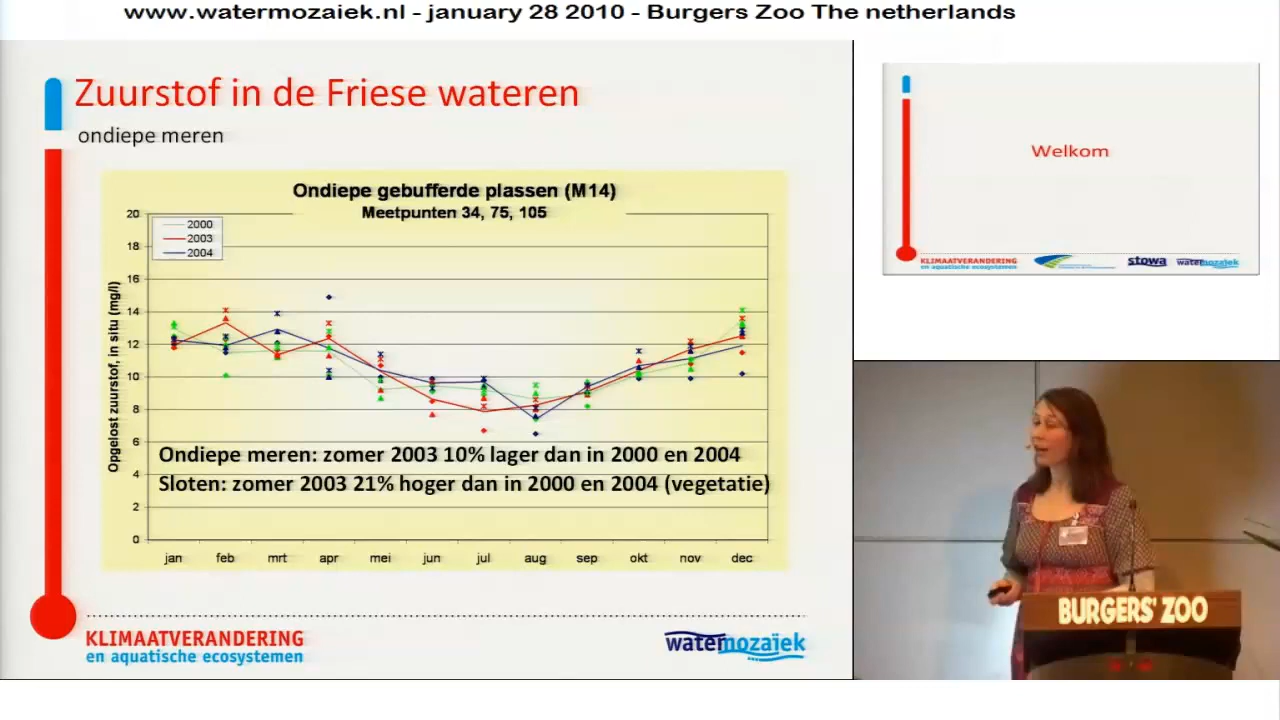 www.watermozaiek.nl - january 28 2010 - Burgers Zoo The netherlands
Zuurstof in de Friese wateren
ondiepe meren
Ondiepe gebufferde plassen (M14)
Meetpunten 34, 75, 105
Opgelost zuurstof, in situ (mg/l)
20
18
16
14
12
10
8
6
4
2
0
2000
2003
2004
Ondiepe meren: zomer 2003 10% lager dan in 2000 en 2004
Sloten: zomer 2003 21% hoger dan in 2000 en 2004 (vegetatie)
jan feb mrt apr mei jun jul aug sep okt nov dec
KLIMAATVERANDERING
en aquatische ecosystemen
watermozaïek
Welkom
KLIMAATVERANDERING
en aquatische ecosystemen
stowa
watermozaïek
BURGERS' ZOO